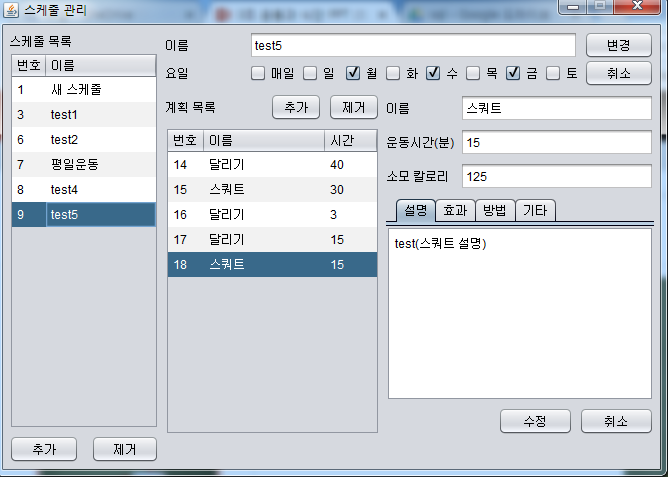 스케줄 관리
스케줄 목록
번호 이름
1 새 스케줄
3 test1
6 test2
7 평일운동
8 test4
9 test5
추가 제거
이름 test5 변경
요일 매일 일 월 화 수 목 금 토 취소
계획 목록 추가 제거
번호 이름 시간
14 달리기 40
15 스쿼트 30
16 달리기 3
17 달리기 15
18 스쿼트 15
이름 스쿼트
운동시간(분) 15
소모 칼로리 125
설명 효과 방법 기타
test(스쿼트 설명)
수정 취소